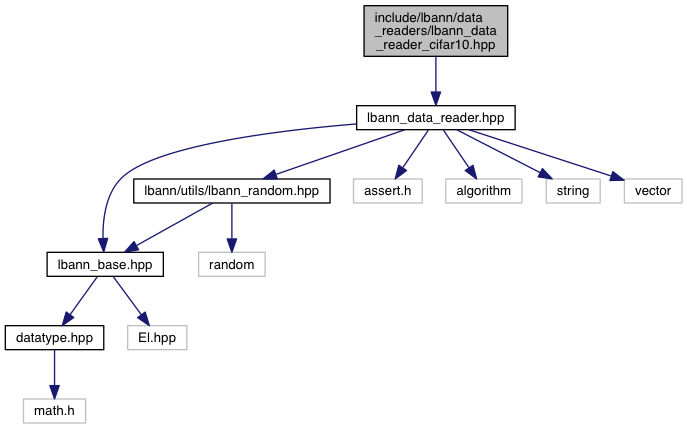 include/lbann/data
_readers/lbann_data
_reader_cifar10.hpp
lbann_data_reader.hpp
lbann/utils/lbann_random.hpp
assert.h
algorithm
string
vector
lbann_base.hpp
random
datatype.hpp
El.hpp
math.h